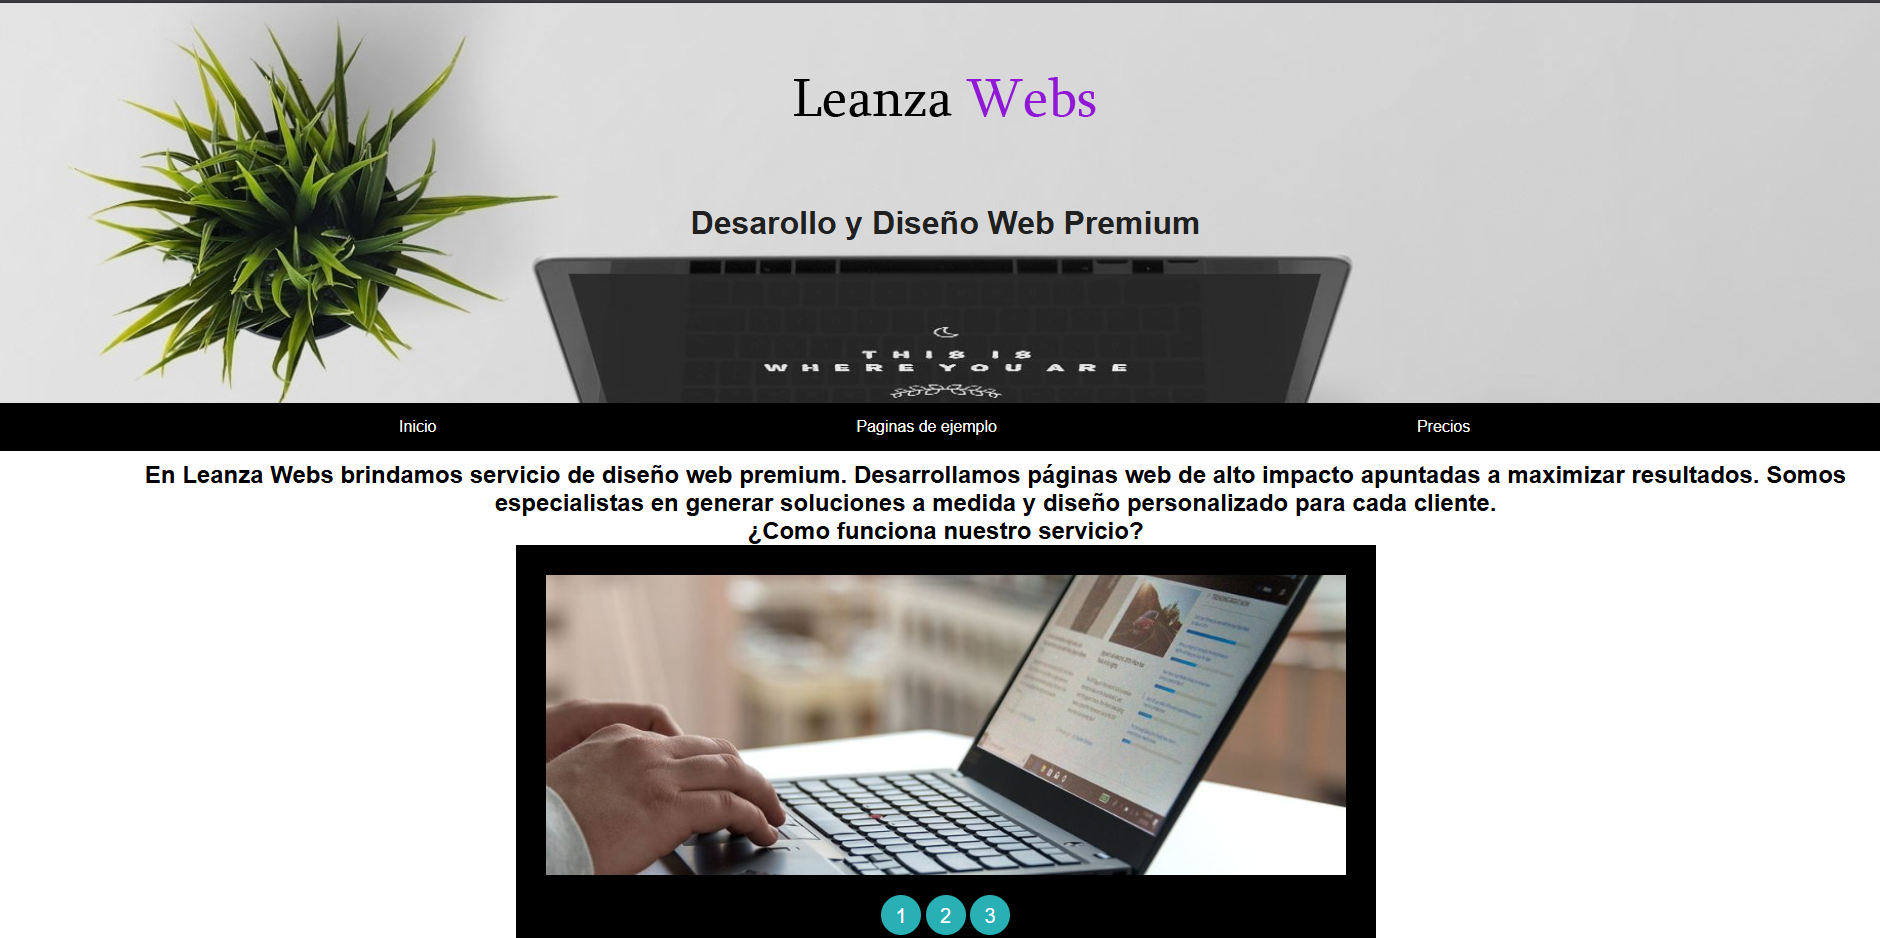 Leanza Webs
Desarollo y Diseño Web Premium
THIS IS
WHERE YOU ARE
Inicio Paginas de ejemplo Precios
En Leanza Webs brindamos servicio de diseño web premium. Desarrollamos páginas web de alto impacto apuntadas a maximizar resultados. Somos
especialistas en generar soluciones a medida y diseño personalizado para cada cliente.
¿Como funciona nuestro servicio?
1 2 3